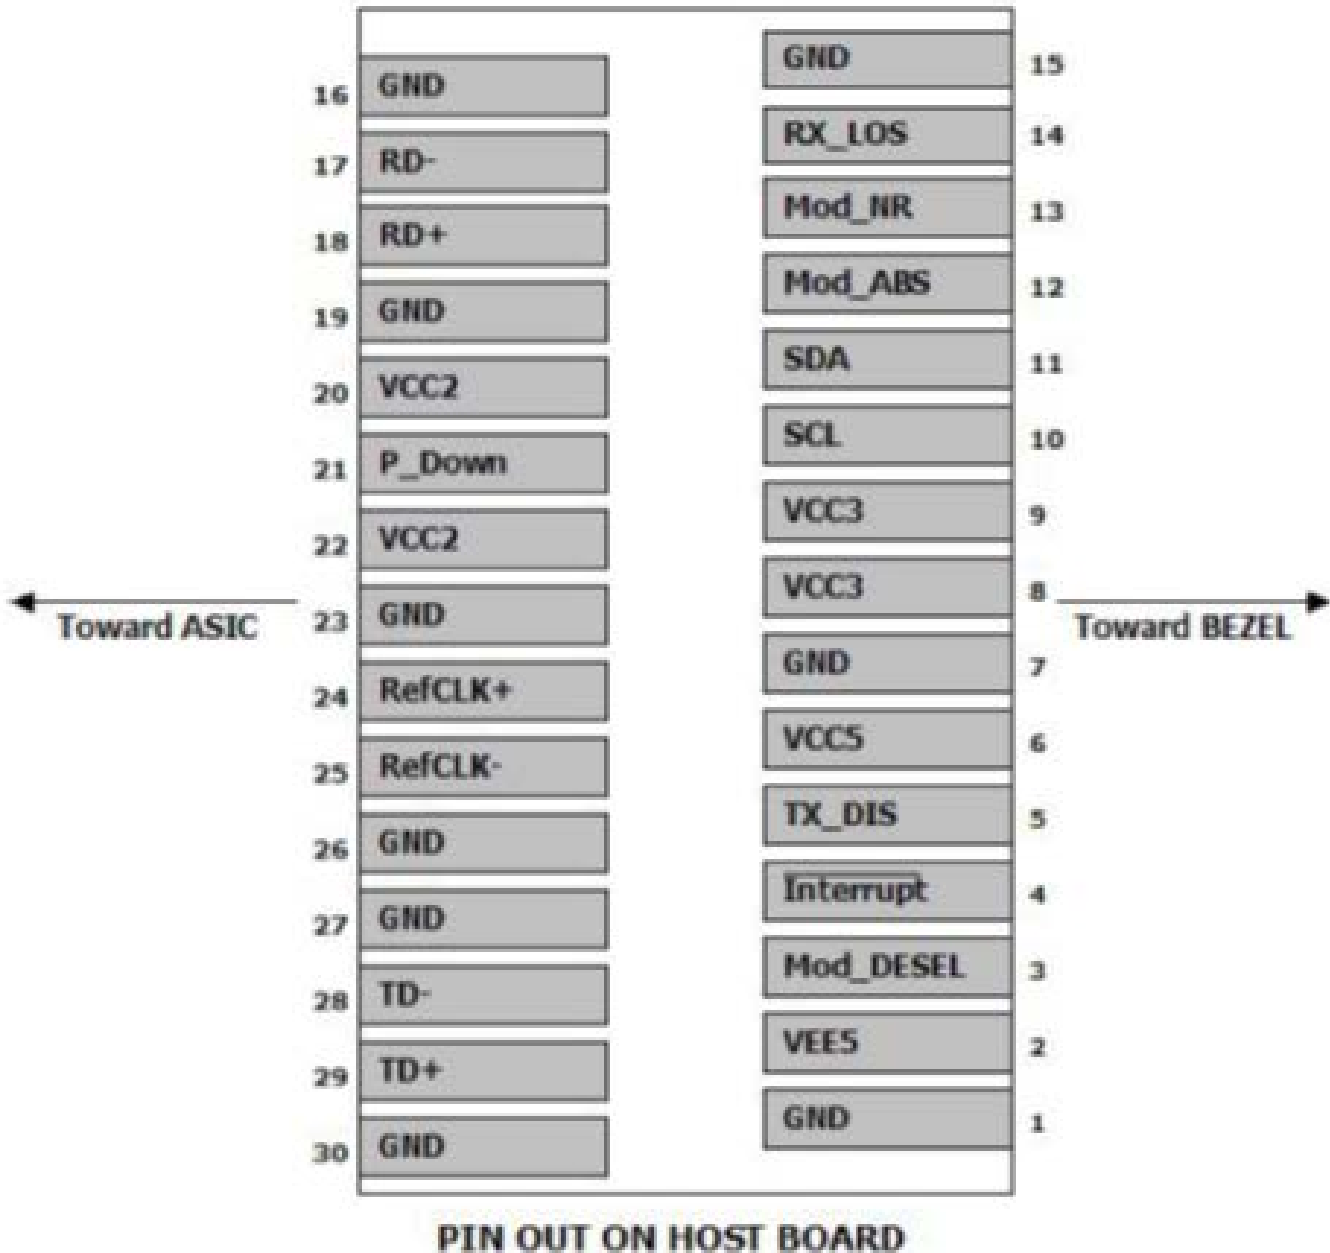 16 GND
17 RD-
18 RD+
19 GND
20 VCC2
21 P_Down
22 VCC2
23 GND
24 RefCLK+
25 RefCLK-
26 GND
27 GND
28 TD-
29 TD+
30 GND
Toward ASIC
GND 15
RX_LOS 14
Mod_NR 13
Mod_ABS 12
SDA 11
SCL 10
VCC3 9
VCC3 8
GND 7
VCC5 6
TX_DIS 5
Interrupt 4
Mod_DESEL 3
VEE5 2
GND 1
Toward BEZEL
PIN OUT ON HOST BOARD